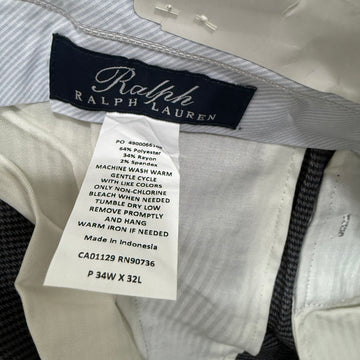 Ralph
RALPH LAUREN
PO
64% Polyester
34% Rayon
2% Spandex
MACHINE WASH WARM
GENTLE CYCLE
WITH LIKE COLORS
ONLY NON-CHLORINE
BLEACH WHEN NEEDED
TUMBLE DRY LOW
REMOVE PROMPTLY
AND HANG
WARM IRON IF NEEDED
Made in Indonesia
CA01129 RN90736
P 34W X 32L